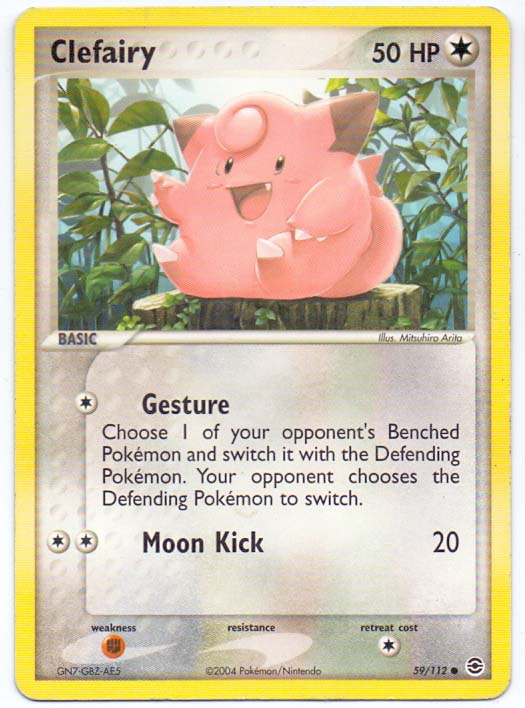 Clefairy 50 HP
BASIC Illus. Mitsuhiro Arita
Gesture
Choose 1 of your opponent's Benched
Pokémon and switch it with the Defending
Pokémon. Your opponent chooses the
Defending Pokémon to switch.
Moon Kick 20
weakness resistance retreat cost
GN7-GBZ-AE5 ©2004 Pokémon/Nintendo 59/112 ●